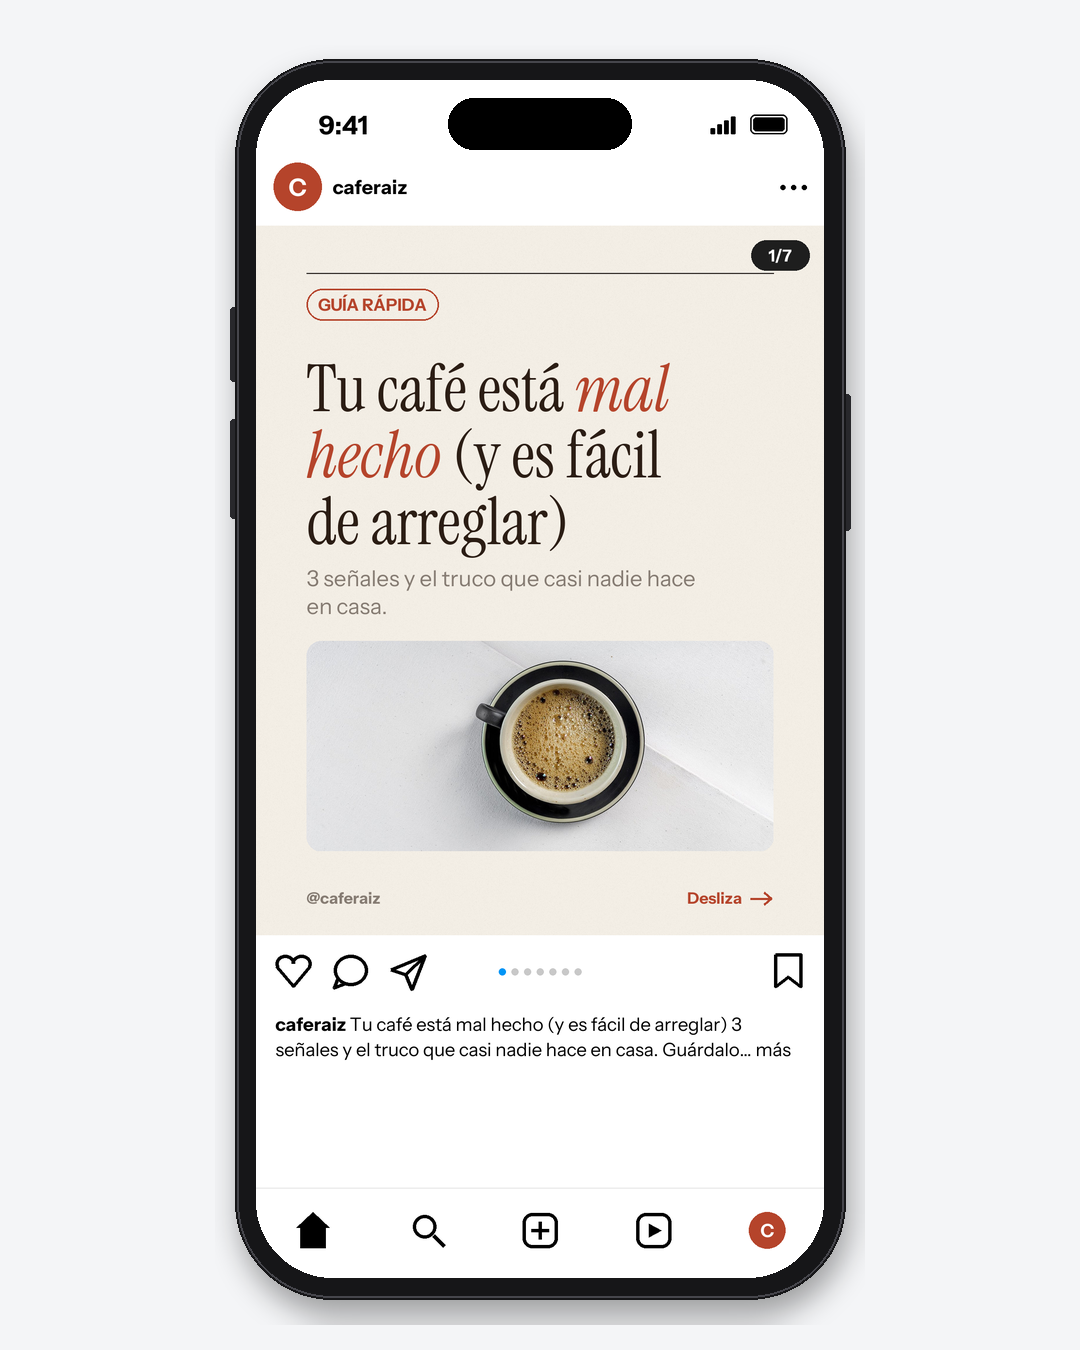 9:41
C caferaiz
1/7
GUÍA RÁPIDA
Tu café está mal
hecho (y es fácil
de arreglar)
3 señales y el truco que casi nadie hace
en casa.
@caferaiz
Desliza →
caferaiz Tu café está mal hecho (y es fácil de arreglar) 3
señales y el truco que casi nadie hace en casa. Guárdalo... más
C